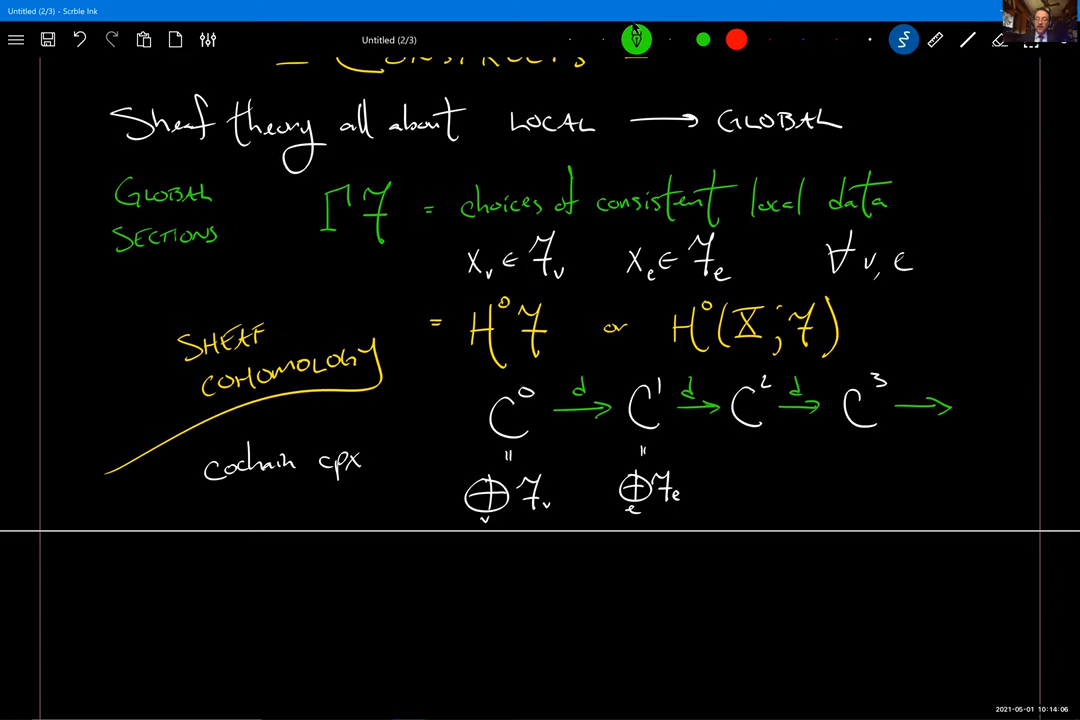 Untitled (2/3) - Scrble Ink
Untitled (2/3)
= CONSTRUCTS =
Sheaf theory all about LOCAL ⟶ GLOBAL
GLOBAL SECTIONS ΓF = choices of consistent local data
x_v ∈ F_v x_e ∈ F_e ∀ v, e
SHEAF COHOMOLOGY = H⁰F or H⁰(X; F)
C⁰ –d→ C¹ –d→ C² –d→ C³ ⟶
cochain cpx
= =
⊕_v F_v ⊕_e F_e
2021-05-01 10:14:06